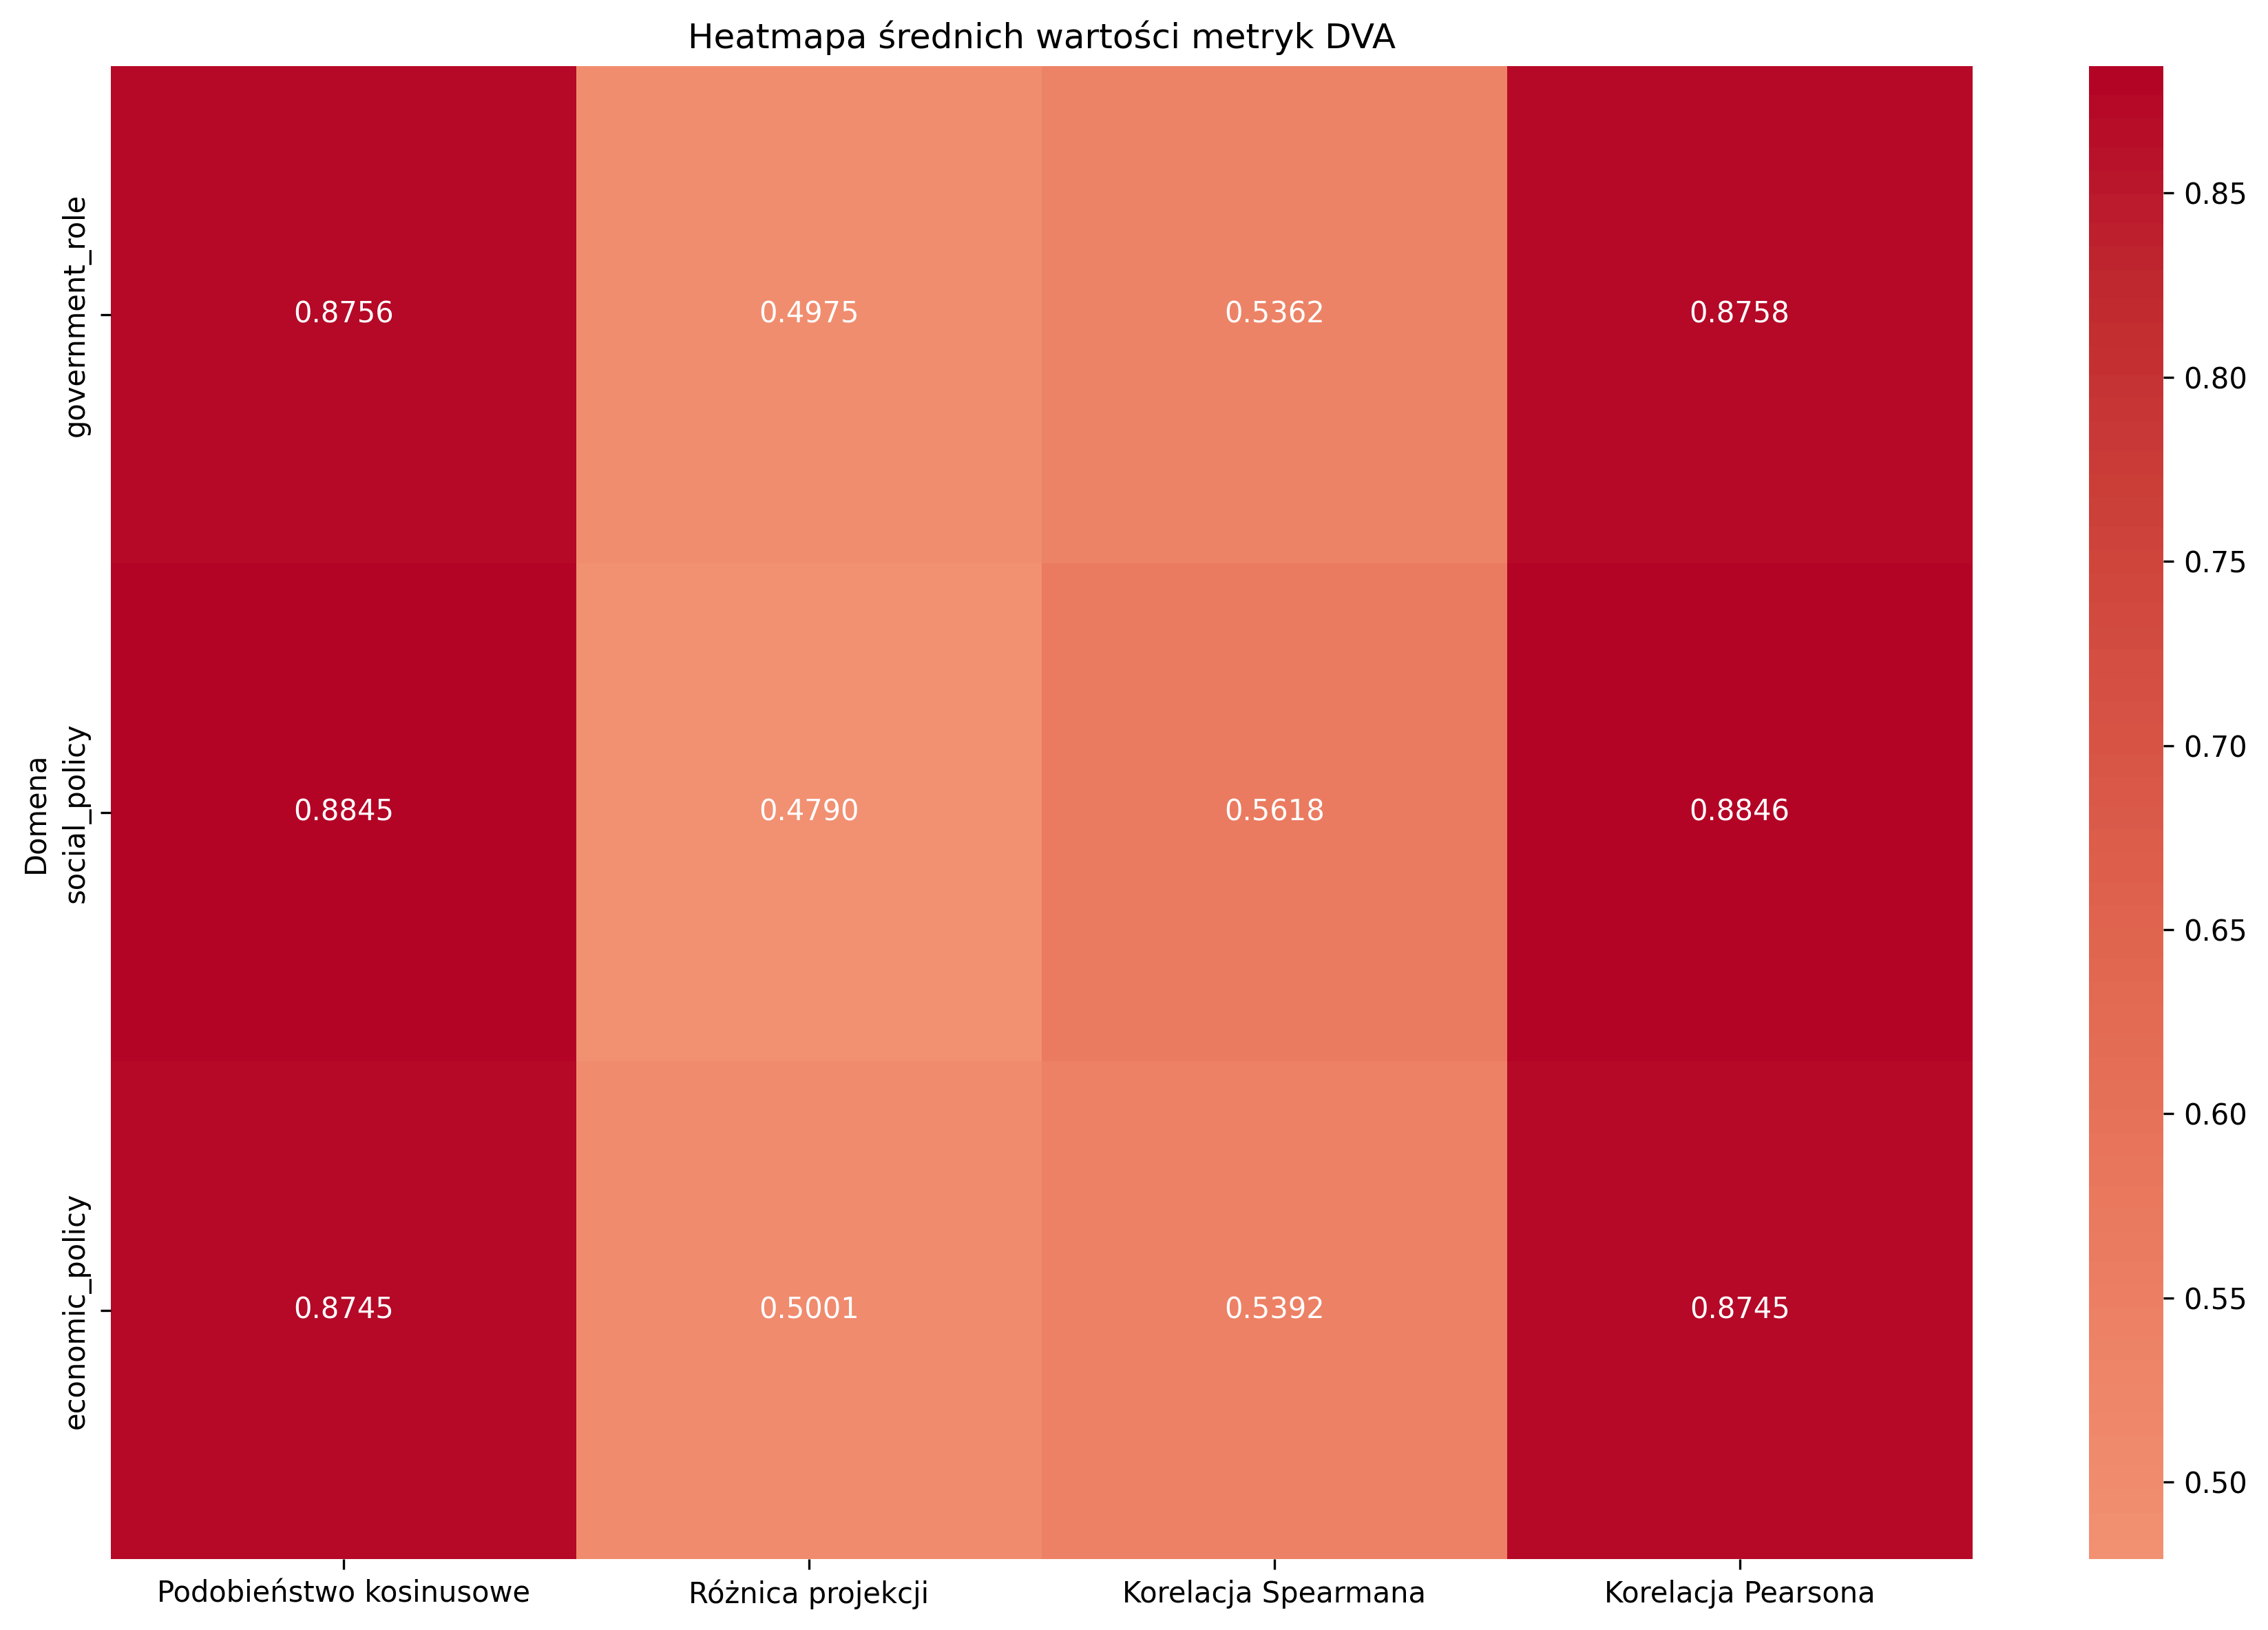 Heatmapa średnich wartości metryk DVA
Domena
government_role
0.8756 0.4975 0.5362 0.8758
social_policy
0.8845 0.4790 0.5618 0.8846
economic_policy
0.8745 0.5001 0.5392 0.8745
Podobieństwo kosinusowe Różnica projekcji Korelacja Spearmana Korelacja Pearsona
0.85
0.80
0.75
0.70
0.65
0.60
0.55
0.50